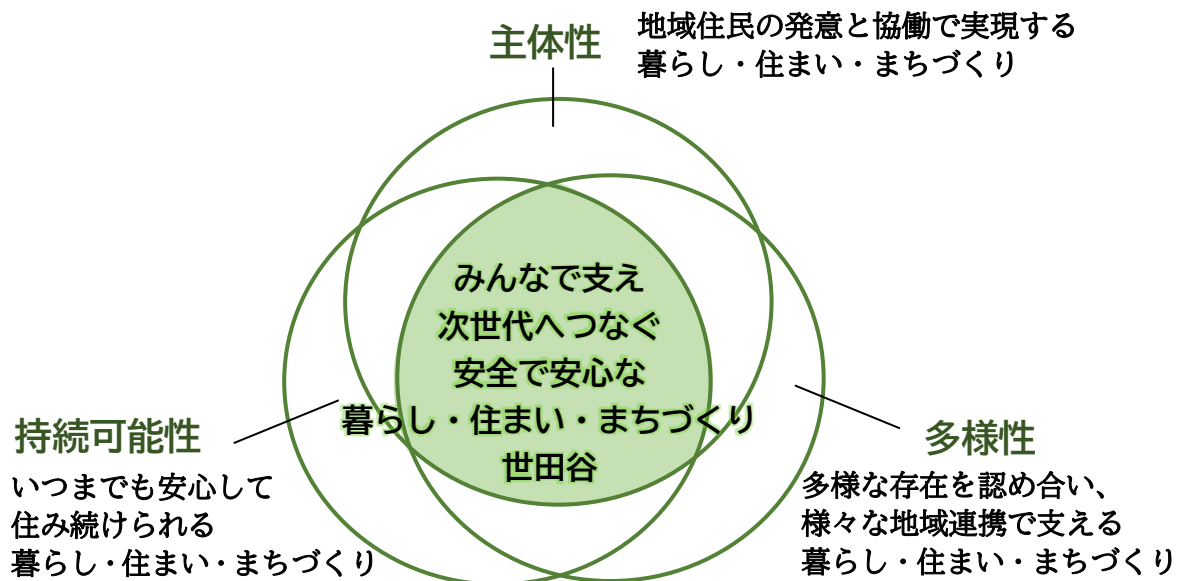 主体性
地域住民の発意と協働で実現する
暮らし・住まい・まちづくり
みんなで支え
次世代へつなぐ
安全で安心な
暮らし・住まい・まちづくり
世田谷
持続可能性
いつまでも安心して
住み続けられる
暮らし・住まい・まちづくり
多様性
多様な存在を認め合い、
様々な地域連携で支える
暮らし・住まい・まちづくり